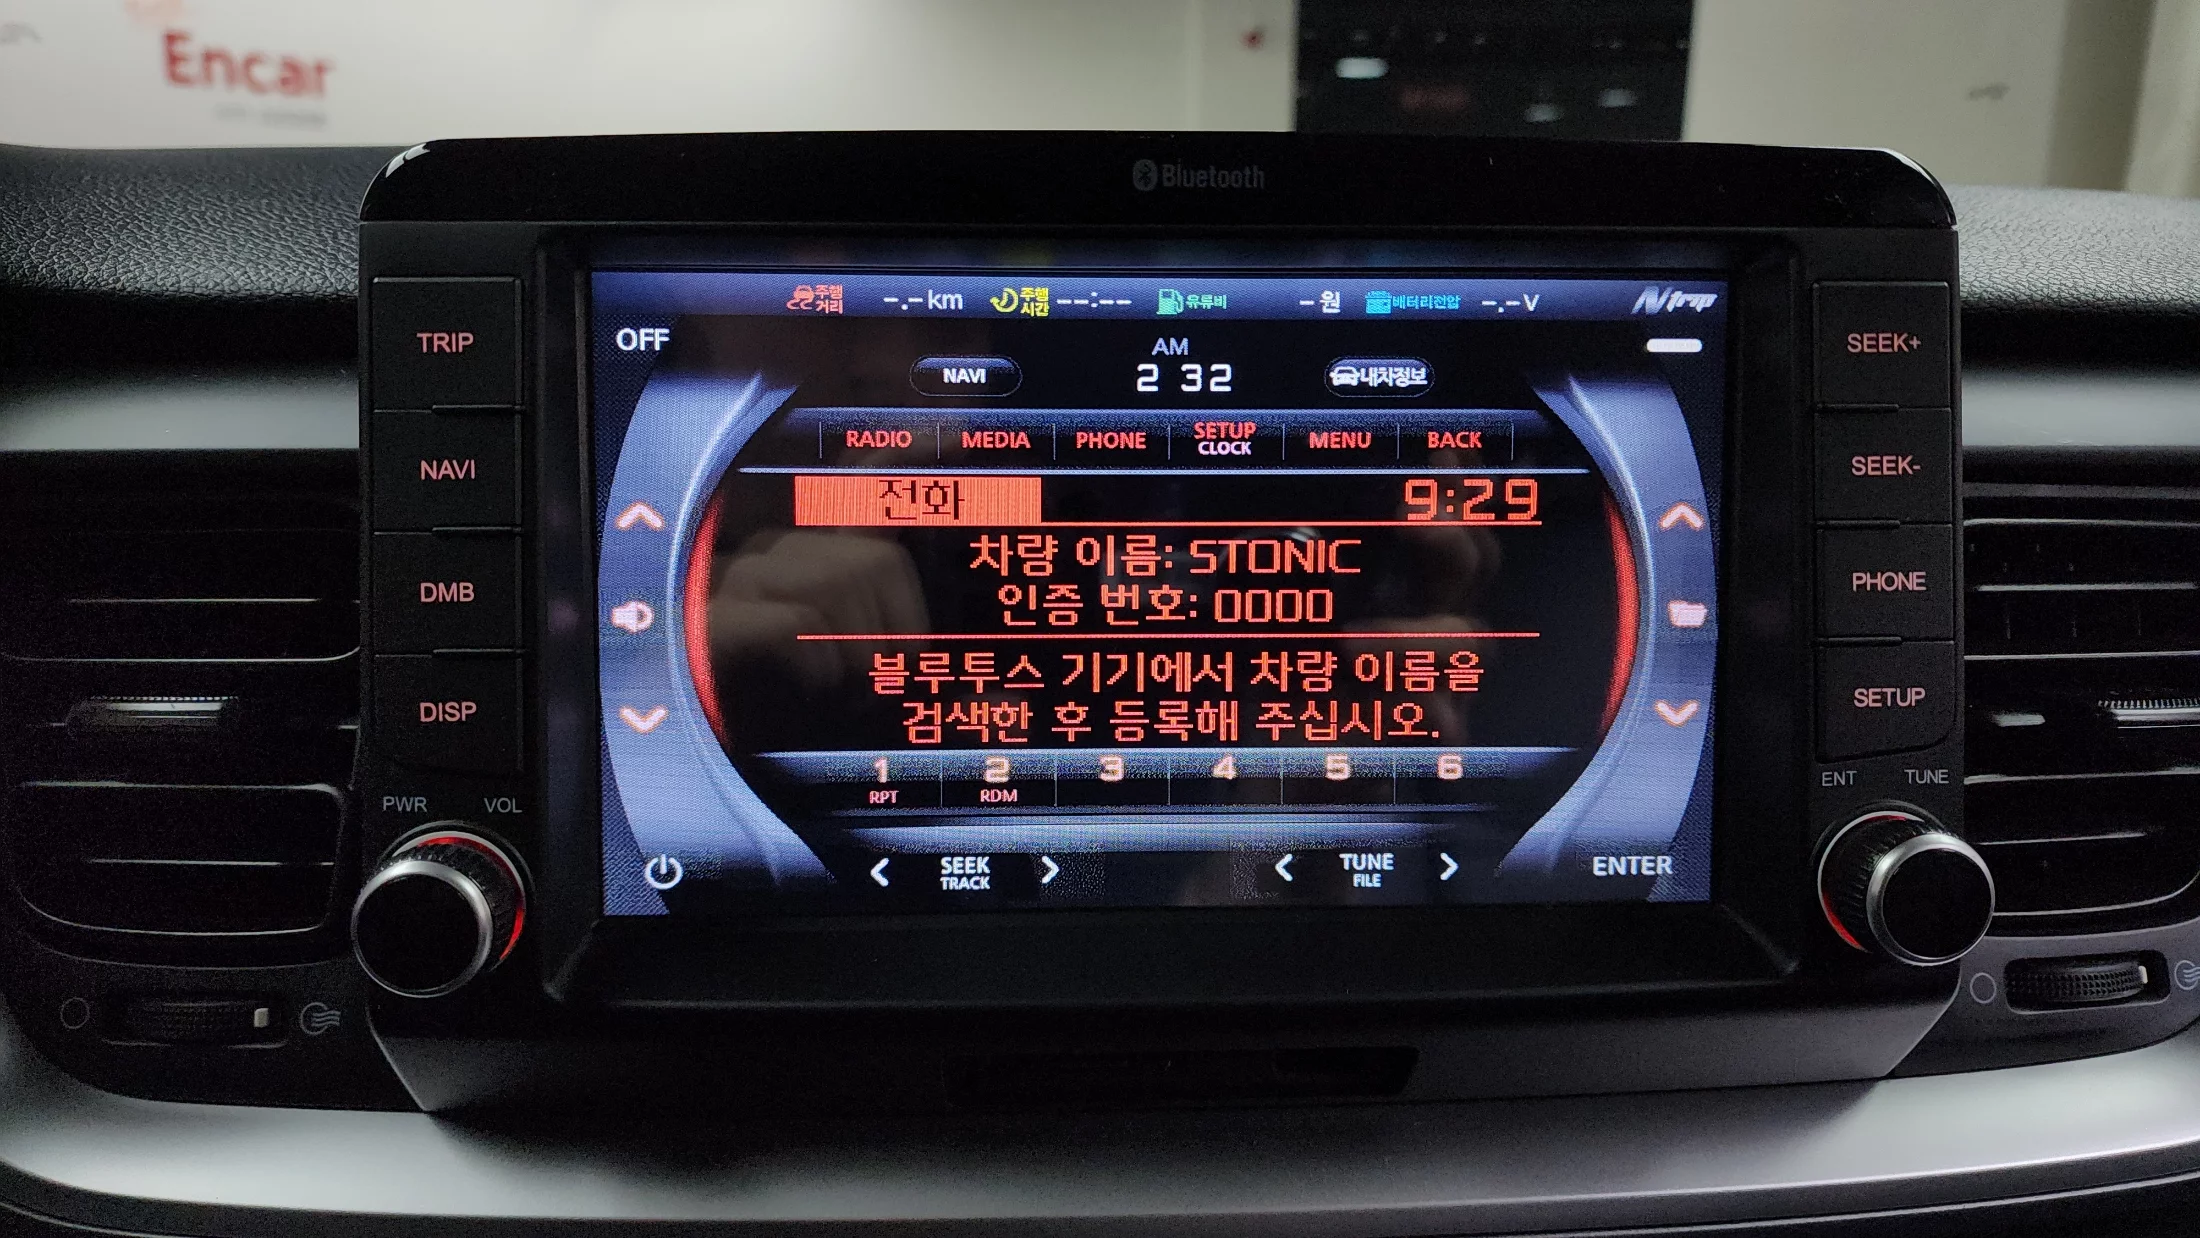 Encar
Bluetooth
주행거리 -.-km 주행시간 --:-- 유류비 -원 배터리전압 -.-V Ntrip
OFF
AM
NAVI 2 32 내차정보
RADIO MEDIA PHONE SETUP CLOCK MENU BACK
전화 9:29
차량 이름: STONIC
인증 번호: 0000
블루투스 기기에서 차량 이름을
검색한 후 등록해 주십시오.
1 2 3 4 5 6
RPT RDM
SEEK TRACK TUNE FILE ENTER
TRIP
NAVI
DMB
DISP
PWR VOL
SEEK+
SEEK-
PHONE
SETUP
ENT TUNE